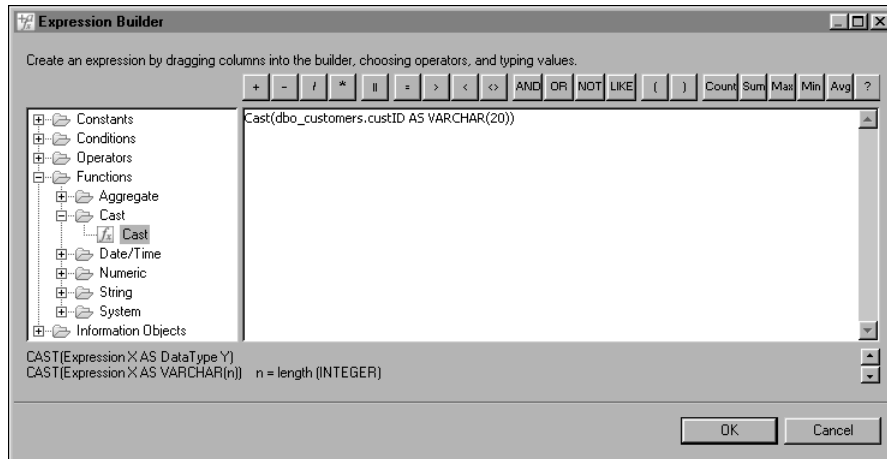 Expression Builder
Create an expression by dragging columns into the builder, choosing operators, and typing values.
+ - / * || = > < <> AND OR NOT LIKE ( ) Count Sum Max Min Avg ?
Constants
Conditions
Operators
Functions
Aggregate
Cast
Cast
Date/Time
Numeric
String
System
Information Objects
Cast(dbo_customers.custID AS VARCHAR(20))
CAST(Expression X AS DataType Y)
CAST(Expression X AS VARCHAR(n)) n = length (INTEGER)
OK Cancel